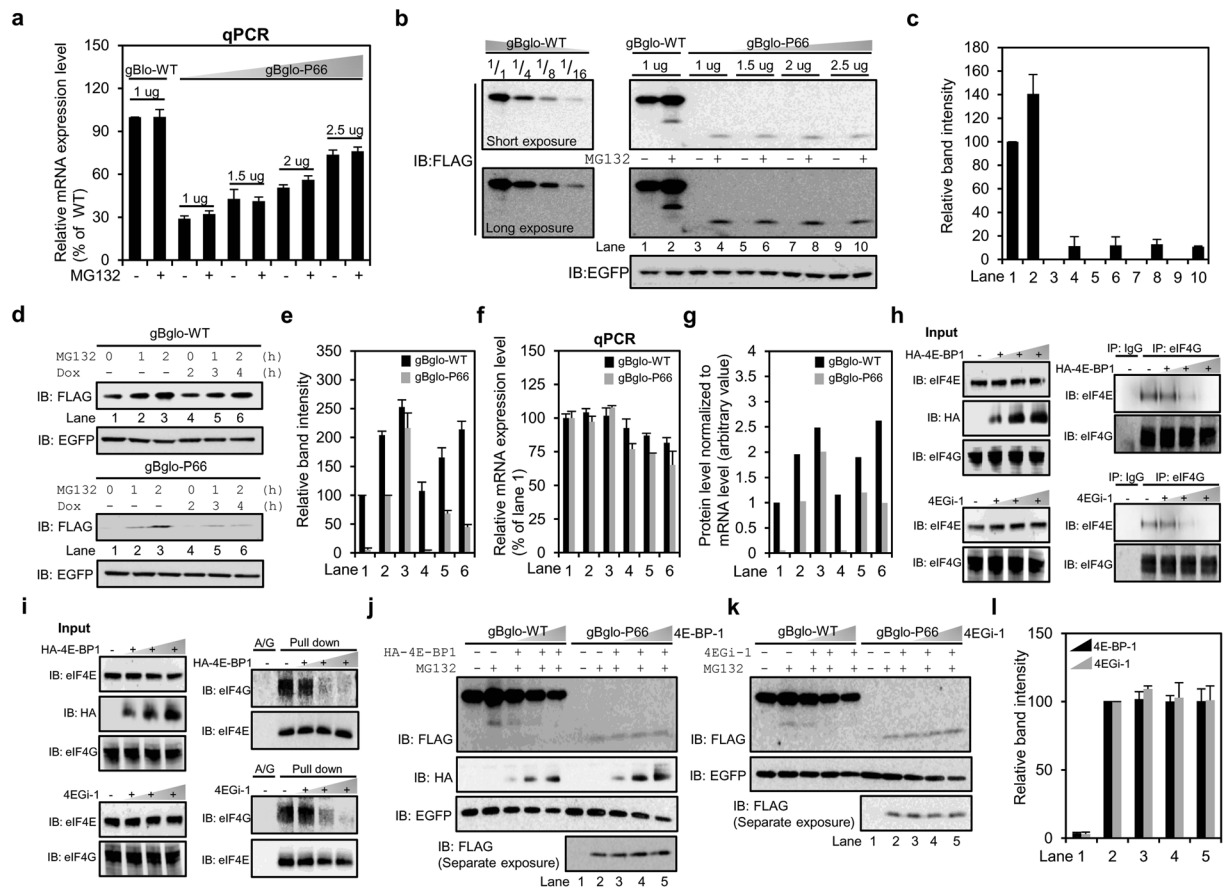 a
qPCR
Relative mRNA expression level
(% of WT)
150
120
90
60
30
0
gBlo-WT
gBglo-P66
1 ug
1 ug
1.5 ug
2 ug
2.5 ug
MG132 - + - + - + - + - +
b
gBglo-WT
1/1 1/4 1/8 1/16
gBglo-WT gBglo-P66
1 ug 1 ug 1.5 ug 2 ug 2.5 ug
IB:FLAG
Short exposure
MG132 - + - + - + - + - +
Long exposure
Lane 1 2 3 4 5 6 7 8 9 10
IB:EGFP
c
Relative band intensity
180
160
140
120
100
80
60
40
20
0
Lane 1 2 3 4 5 6 7 8 9 10
d
gBglo-WT
MG132 0 1 2 0 1 2 (h)
Dox - - - 2 3 4 (h)
IB: FLAG
Lane 1 2 3 4 5 6
IB: EGFP
gBglo-P66
MG132 0 1 2 0 1 2 (h)
Dox - - - 2 3 4 (h)
IB: FLAG
Lane 1 2 3 4 5 6
IB: EGFP
e
Relative band intensity
350
300
250
200
150
100
50
0
gBglo-WT
gBglo-P66
Lane 1 2 3 4 5 6
f
qPCR
Relative mRNA expression level
(% of lane 1)
150
125
100
75
50
25
0
gBglo-WT
gBglo-P66
Lane 1 2 3 4 5 6
g
Protein level normalized to
mRNA level (arbitrary value)
4
3.5
3
2.5
2
1.5
1
0.5
0
gBglo-WT
gBglo-P66
Lane 1 2 3 4 5 6
h
Input
HA-4E-BP1 - + + +
IB: eIF4E
IB: HA
IB: eIF4G
4EGi-1 - + + +
IB: eIF4E
IB: eIF4G
IP: IgG IP: eIF4G
HA-4E-BP1 - - + + +
IB: eIF4E
IB: eIF4G
IP: IgG IP: eIF4G
4EGi-1 - - + + +
IB: eIF4E
IB: eIF4G
i
Input
HA-4E-BP1 - + + +
IB: eIF4E
IB: HA
IB: eIF4G
4EGi-1 - + + +
IB: eIF4E
IB: eIF4G
A/G Pull down
HA-4E-BP1 - - + + +
IB: eIF4G
IB: eIF4E
A/G Pull down
4EGi-1 - - + + +
IB: eIF4G
IB: eIF4E
j
gBglo-WT gBglo-P66 4E-BP-1
HA-4E-BP1 - - + + + - - + + +
MG132 - + + + + - + + + +
IB: FLAG
IB: HA
IB: EGFP
IB: FLAG
(Separate exposure)
Lane 1 2 3 4 5
k
gBglo-WT gBglo-P66 4EGi-1
4EGi-1 - - + + + - - + + +
MG132 - + + + + - + + + +
IB: FLAG
IB: EGFP
IB: FLAG
(Separate exposure)
1 2 3 4 5
l
Relative band intensity
150
100
50
0
4E-BP-1
4EGi-1
Lane 1 2 3 4 5